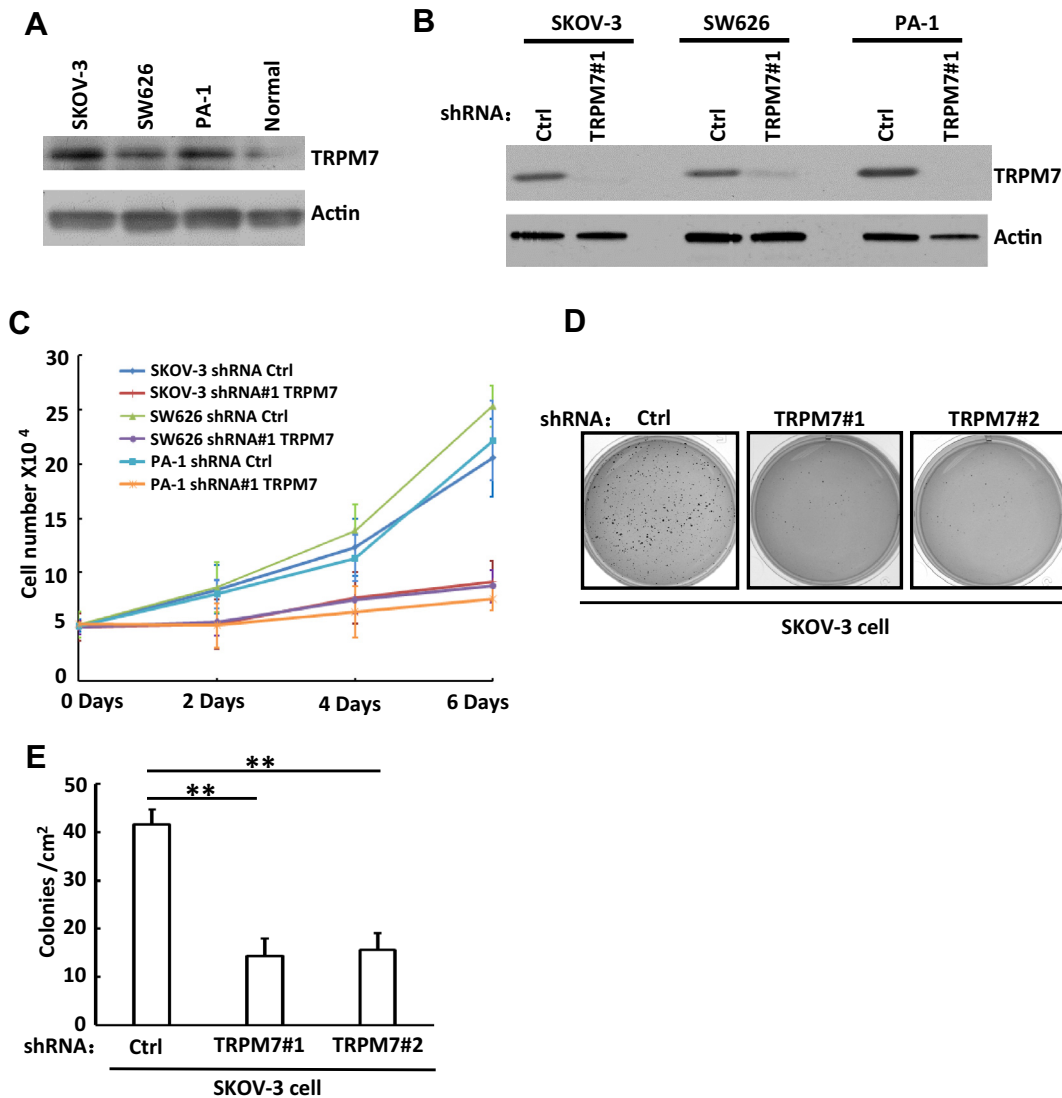 A
SKOV-3
SW626
PA-1
Normal
TRPM7
Actin
B
SKOV-3
SW626
PA-1
shRNA:
Ctrl
TRPM7#1
Ctrl
TRPM7#1
Ctrl
TRPM7#1
TRPM7
Actin
C
Cell number X10 4
30
25
20
15
10
5
0
SKOV-3 shRNA Ctrl
SKOV-3 shRNA#1 TRPM7
SW626 shRNA Ctrl
SW626 shRNA#1 TRPM7
PA-1 shRNA Ctrl
PA-1 shRNA#1 TRPM7
0 Days
2 Days
4 Days
6 Days
D
shRNA:
Ctrl
TRPM7#1
TRPM7#2
SKOV-3 cell
E
Colonies /cm2
50
40
30
20
10
0
**
**
shRNA:
Ctrl
TRPM7#1
TRPM7#2
SKOV-3 cell